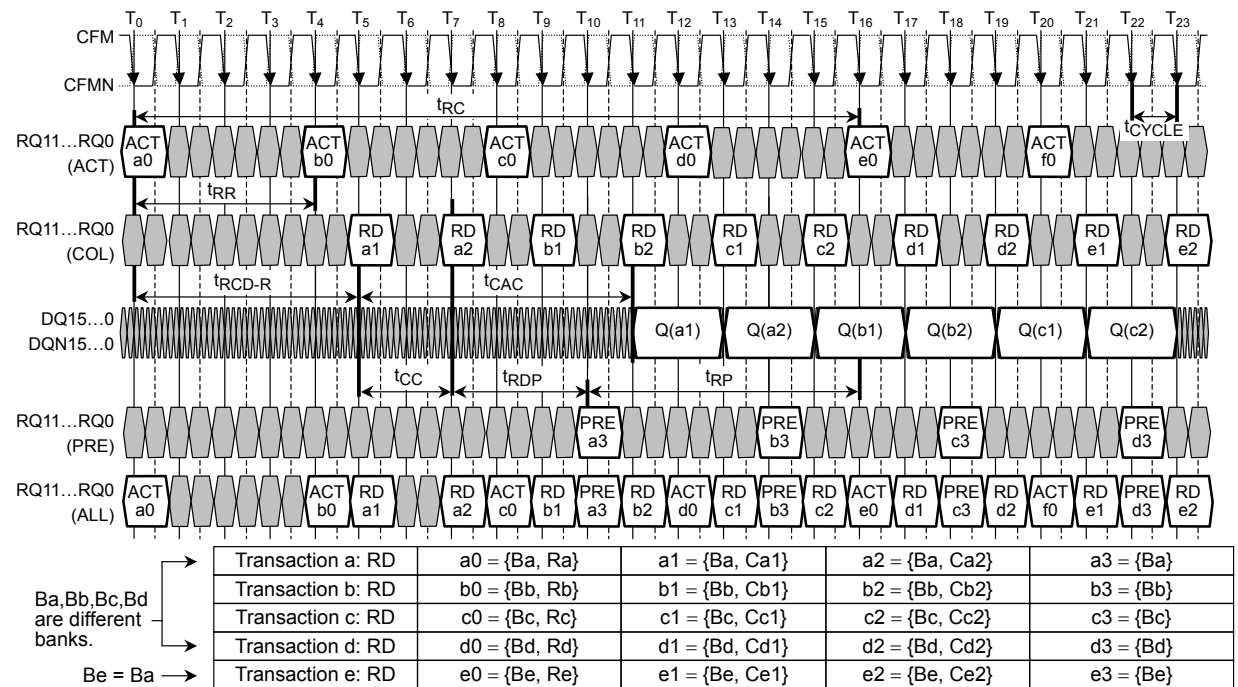 T0 T1 T2 T3 T4 T5 T6 T7 T8 T9 T10 T11 T12 T13 T14 T15 T16 T17 T18 T19 T20 T21 T22 T23
CFM
CFMN
tRC
tCYCLE
RQ11...RQ0
(ACT)
ACT a0 ACT b0 ACT c0 ACT d0 ACT e0 ACT f0
tRR
RQ11...RQ0
(COL)
RD a1 RD a2 RD b1 RD b2 RD c1 RD c2 RD d1 RD d2 RD e1 RD e2
tRCD-R tCAC
DQ15...0
DQN15...0
Q(a1) Q(a2) Q(b1) Q(b2) Q(c1) Q(c2)
tCC tRDP tRP
RQ11...RQ0
(PRE)
PRE a3 PRE b3 PRE c3 PRE d3
RQ11...RQ0
(ALL)
ACT a0 ACT b0 RD a1 RD a2 ACT c0 RD b1 PRE a3 RD b2 ACT d0 RD c1 PRE b3 RD c2 ACT e0 RD d1 PRE c3 RD d2 ACT f0 RD e1 PRE d3 RD e2
Ba,Bb,Bc,Bd
are different
banks.
Be = Ba
Transaction a: RD a0 = {Ba, Ra} a1 = {Ba, Ca1} a2 = {Ba, Ca2} a3 = {Ba}
Transaction b: RD b0 = {Bb, Rb} b1 = {Bb, Cb1} b2 = {Bb, Cb2} b3 = {Bb}
Transaction c: RD c0 = {Bc, Rc} c1 = {Bc, Cc1} c2 = {Bc, Cc2} c3 = {Bc}
Transaction d: RD d0 = {Bd, Rd} d1 = {Bd, Cd1} d2 = {Bd, Cd2} d3 = {Bd}
Transaction e: RD e0 = {Be, Re} e1 = {Be, Ce1} e2 = {Be, Ce2} e3 = {Be}